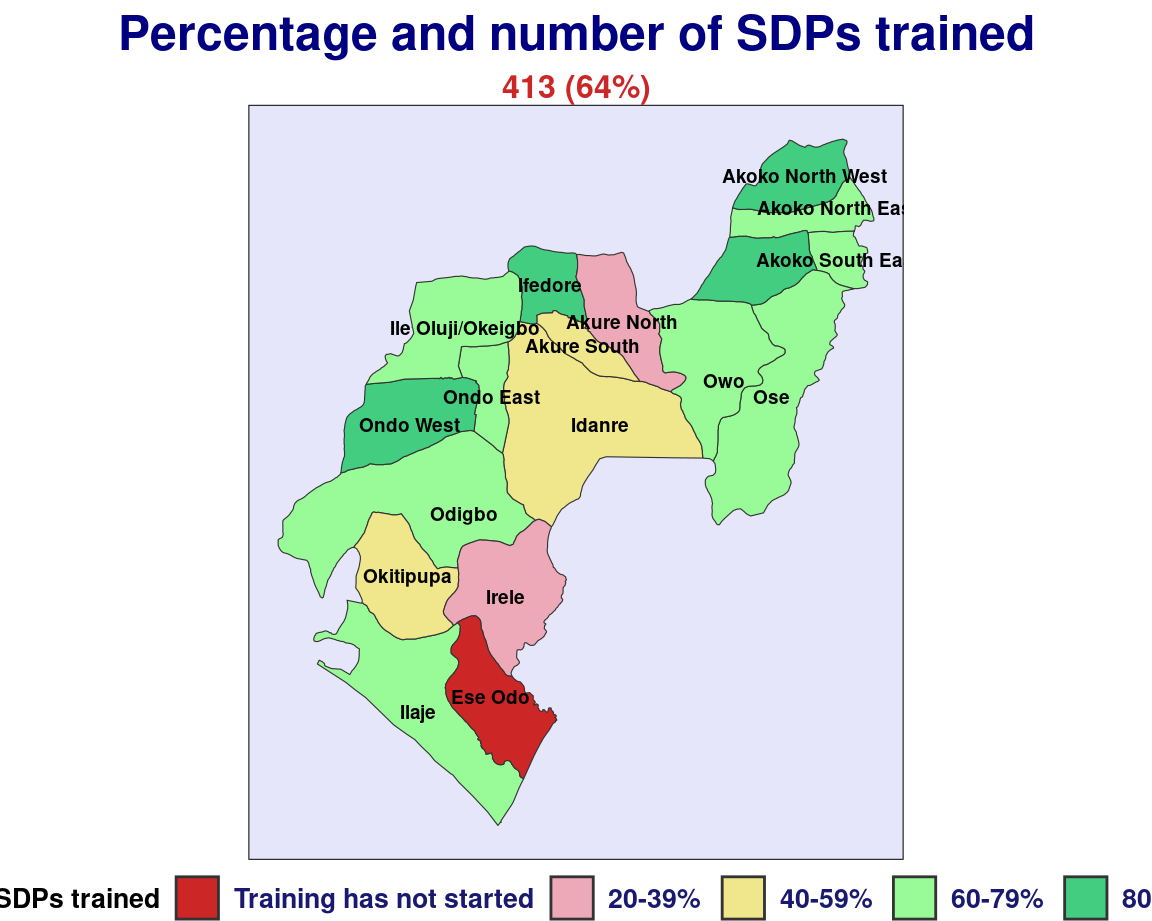 Percentage and number of SDPs trained
413 (64%)
Akoko North West
Akoko North Eas
Akoko South Ea
Ifedore
Akure North
Ile Oluji/Okeigbo
Akure South
Owo
Ondo East
Ose
Ondo West
Idanre
Odigbo
Okitipupa
Irele
Ese Odo
Ilaje
SDPs trained Training has not started 20-39% 40-59% 60-79% 80